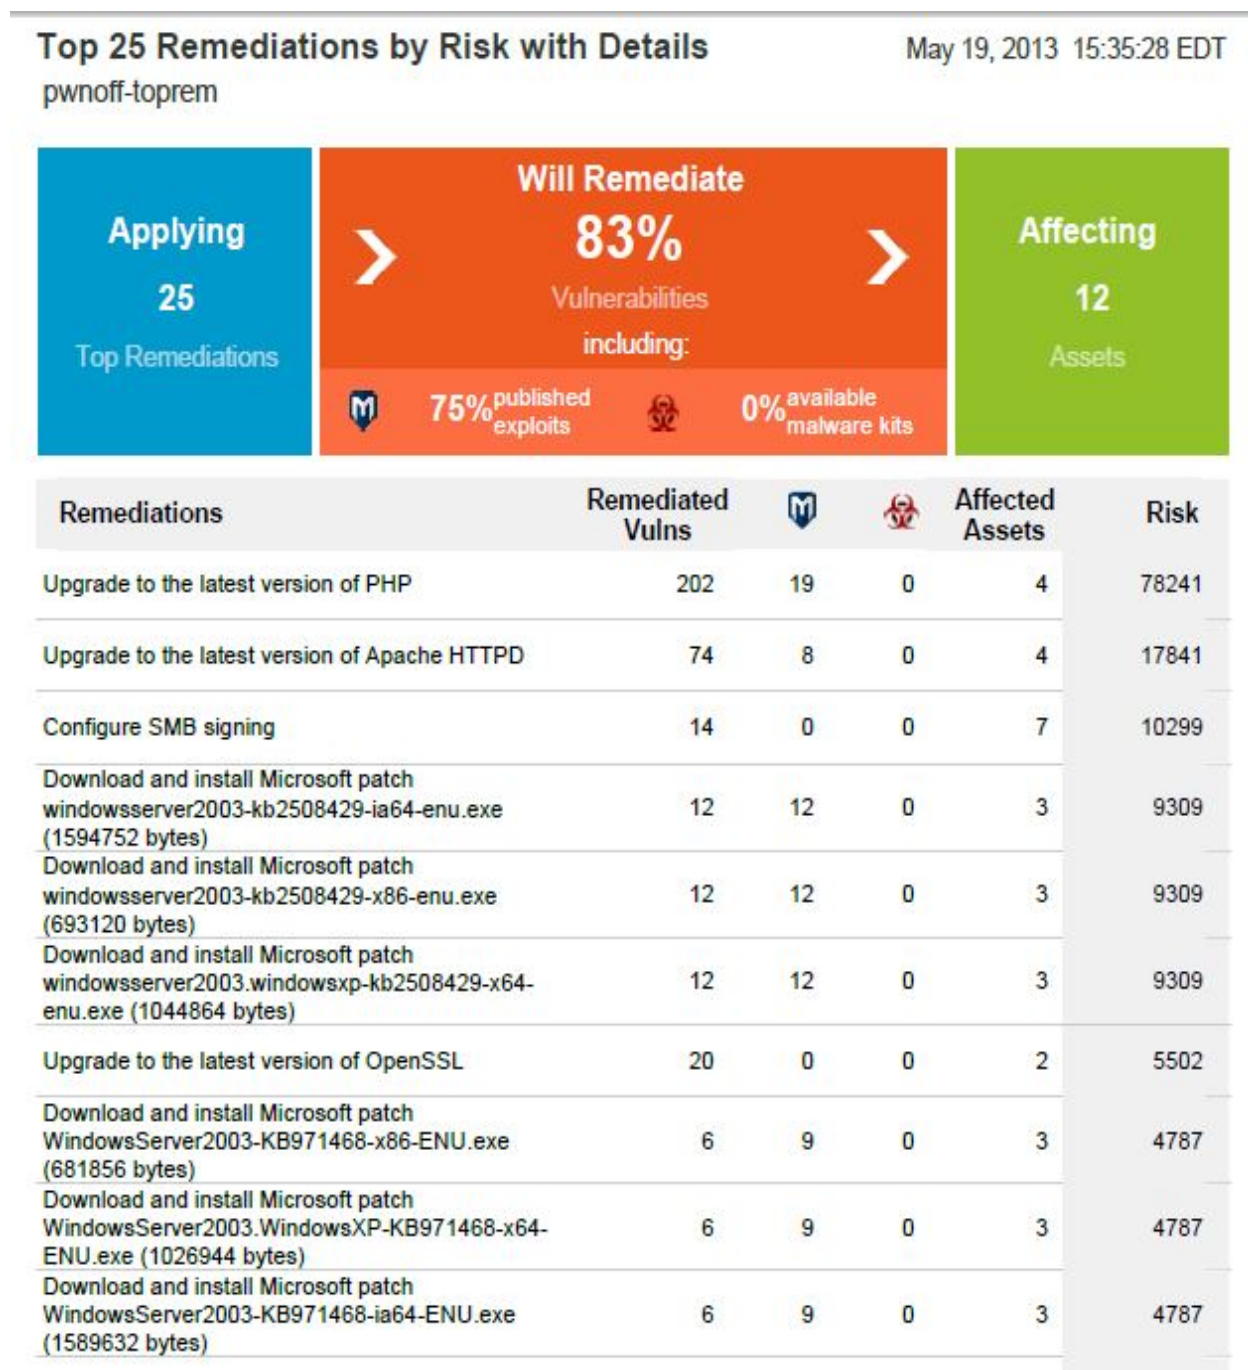 Top 25 Remediations by Risk with Details May 19, 2013 15:35:28 EDT
pwnoff-toprem
Applying
25
Top Remediations
Will Remediate
83%
Vulnerabilities
including:
M 75% published exploits 0% available malware kits
Affecting
12
Assets
Remediations Remediated Vulns M Affected Assets Risk
Upgrade to the latest version of PHP 202 19 0 4 78241
Upgrade to the latest version of Apache HTTPD 74 8 0 4 17841
Configure SMB signing 14 0 0 7 10299
Download and install Microsoft patch
windowsserver2003-kb2508429-ia64-enu.exe 12 12 0 3 9309
(1594752 bytes)
Download and install Microsoft patch
windowsserver2003-kb2508429-x86-enu.exe 12 12 0 3 9309
(693120 bytes)
Download and install Microsoft patch
windowsserver2003.windowsxp-kb2508429-x64- 12 12 0 3 9309
enu.exe (1044864 bytes)
Upgrade to the latest version of OpenSSL 20 0 0 2 5502
Download and install Microsoft patch
WindowsServer2003-KB971468-x86-ENU.exe 6 9 0 3 4787
(681856 bytes)
Download and install Microsoft patch
WindowsServer2003.WindowsXP-KB971468-x64- 6 9 0 3 4787
ENU.exe (1026944 bytes)
Download and install Microsoft patch
WindowsServer2003-KB971468-ia64-ENU.exe 6 9 0 3 4787
(1589632 bytes)